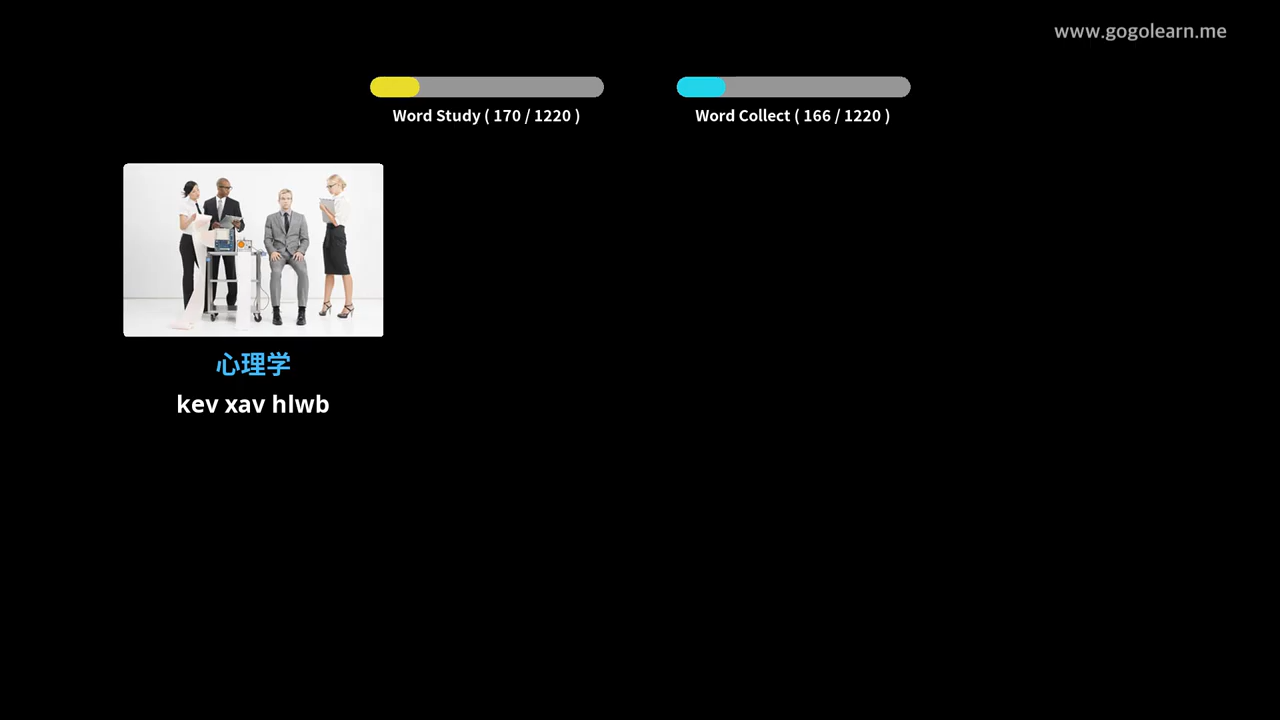 www.gogolearn.me
Word Study ( 170 / 1220 )
Word Collect ( 166 / 1220 )
心理学
kev xav hlwb